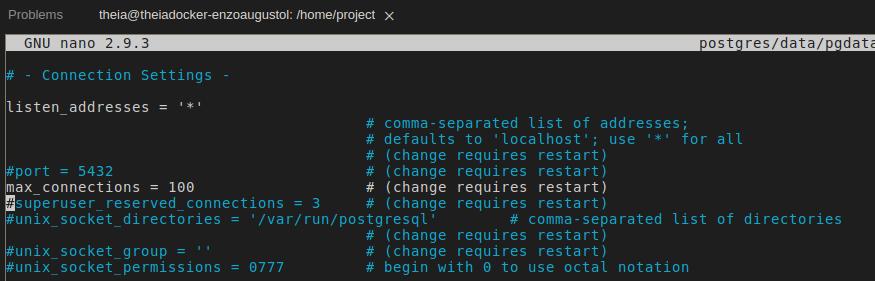 Problems theia@theiadocker-enzoaugustol: /home/project ×
GNU nano 2.9.3 postgres/data/pgdata
# - Connection Settings -
listen_addresses = '*'
# comma-separated list of addresses;
# defaults to 'localhost'; use '*' for all
# (change requires restart)
#port = 5432 # (change requires restart)
max_connections = 100 # (change requires restart)
#superuser_reserved_connections = 3 # (change requires restart)
#unix_socket_directories = '/var/run/postgresql' # comma-separated list of directories
# (change requires restart)
#unix_socket_group = '' # (change requires restart)
#unix_socket_permissions = 0777 # begin with 0 to use octal notation